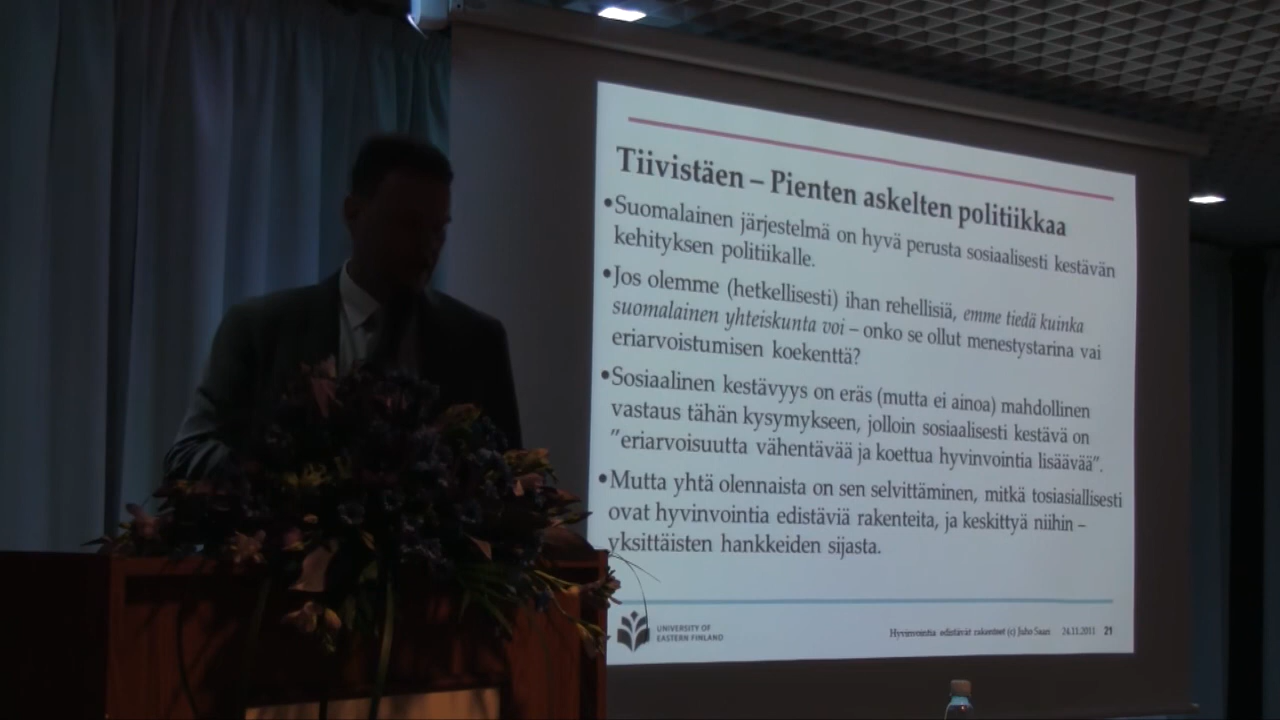 Tiivistäen – Pienten askelten politiikkaa
•Suomalainen järjestelmä on hyvä perusta sosiaalisesti kestävän
kehityksen politiikalle.
•Jos olemme (hetkellisesti) ihan rehellisiä, emme tiedä kuinka
suomalainen yhteiskunta voi – onko se ollut menestystarina vai
eriarvoistumisen koekenttä?
•Sosiaalinen kestävyys on eräs (mutta ei ainoa) mahdollinen
vastaus tähän kysymykseen, jolloin sosiaalisesti kestävä on
”eriarvoisuutta vähentävää ja koettua hyvinvointia lisäävää”.
•Mutta yhtä olennaista on sen selvittäminen, mitkä tosiasiallisesti
ovat hyvinvointia edistäviä rakenteita, ja keskittyä niihin –
yksittäisten hankkeiden sijasta.
UNIVERSITY OF
EASTERN FINLAND
Hyvinvointia edistävät rakenteet (c) Juho Saari 24.11.2011 21